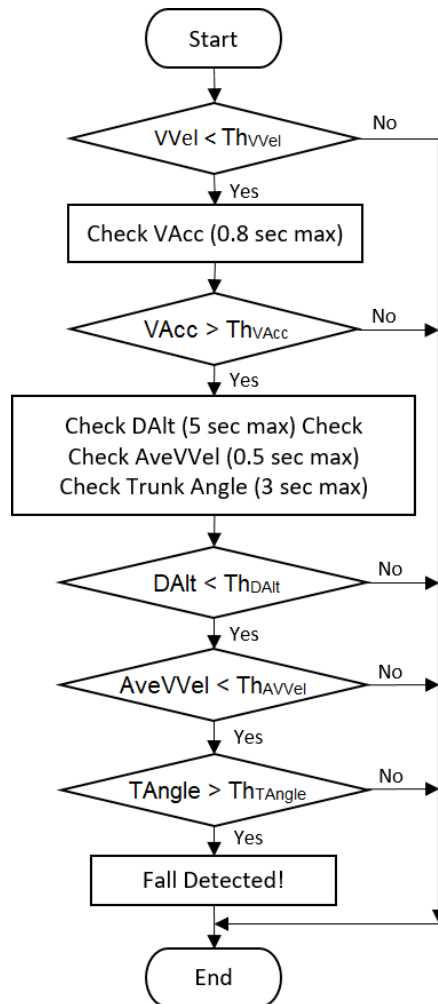 Start
VVel < ThVVel
No
Yes
Check VAcc (0.8 sec max)
VAcc > ThVAcc
No
Yes
Check DAlt (5 sec max) Check
Check AveVVel (0.5 sec max)
Check Trunk Angle (3 sec max)
DAlt < ThDAlt
No
Yes
AveVVel < ThAVVel
No
Yes
TAngle > ThTAngle
No
Yes
Fall Detected!
End